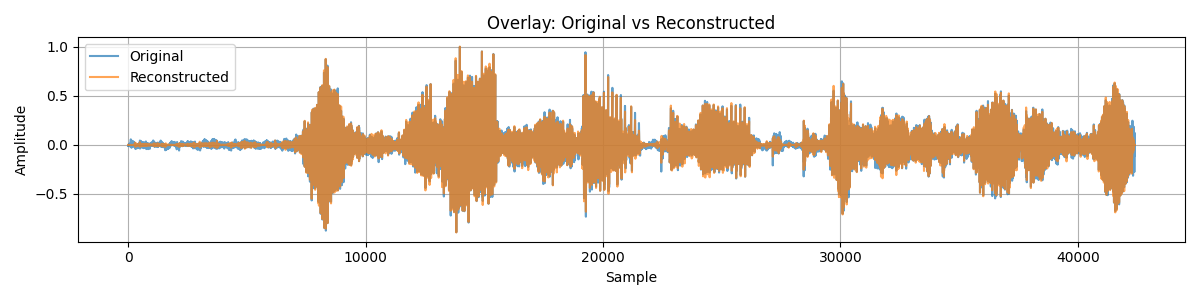 Overlay: Original vs Reconstructed
1.0
0.5
0.0
−0.5
Amplitude
Original
Reconstructed
0
10000
20000
30000
40000
Sample